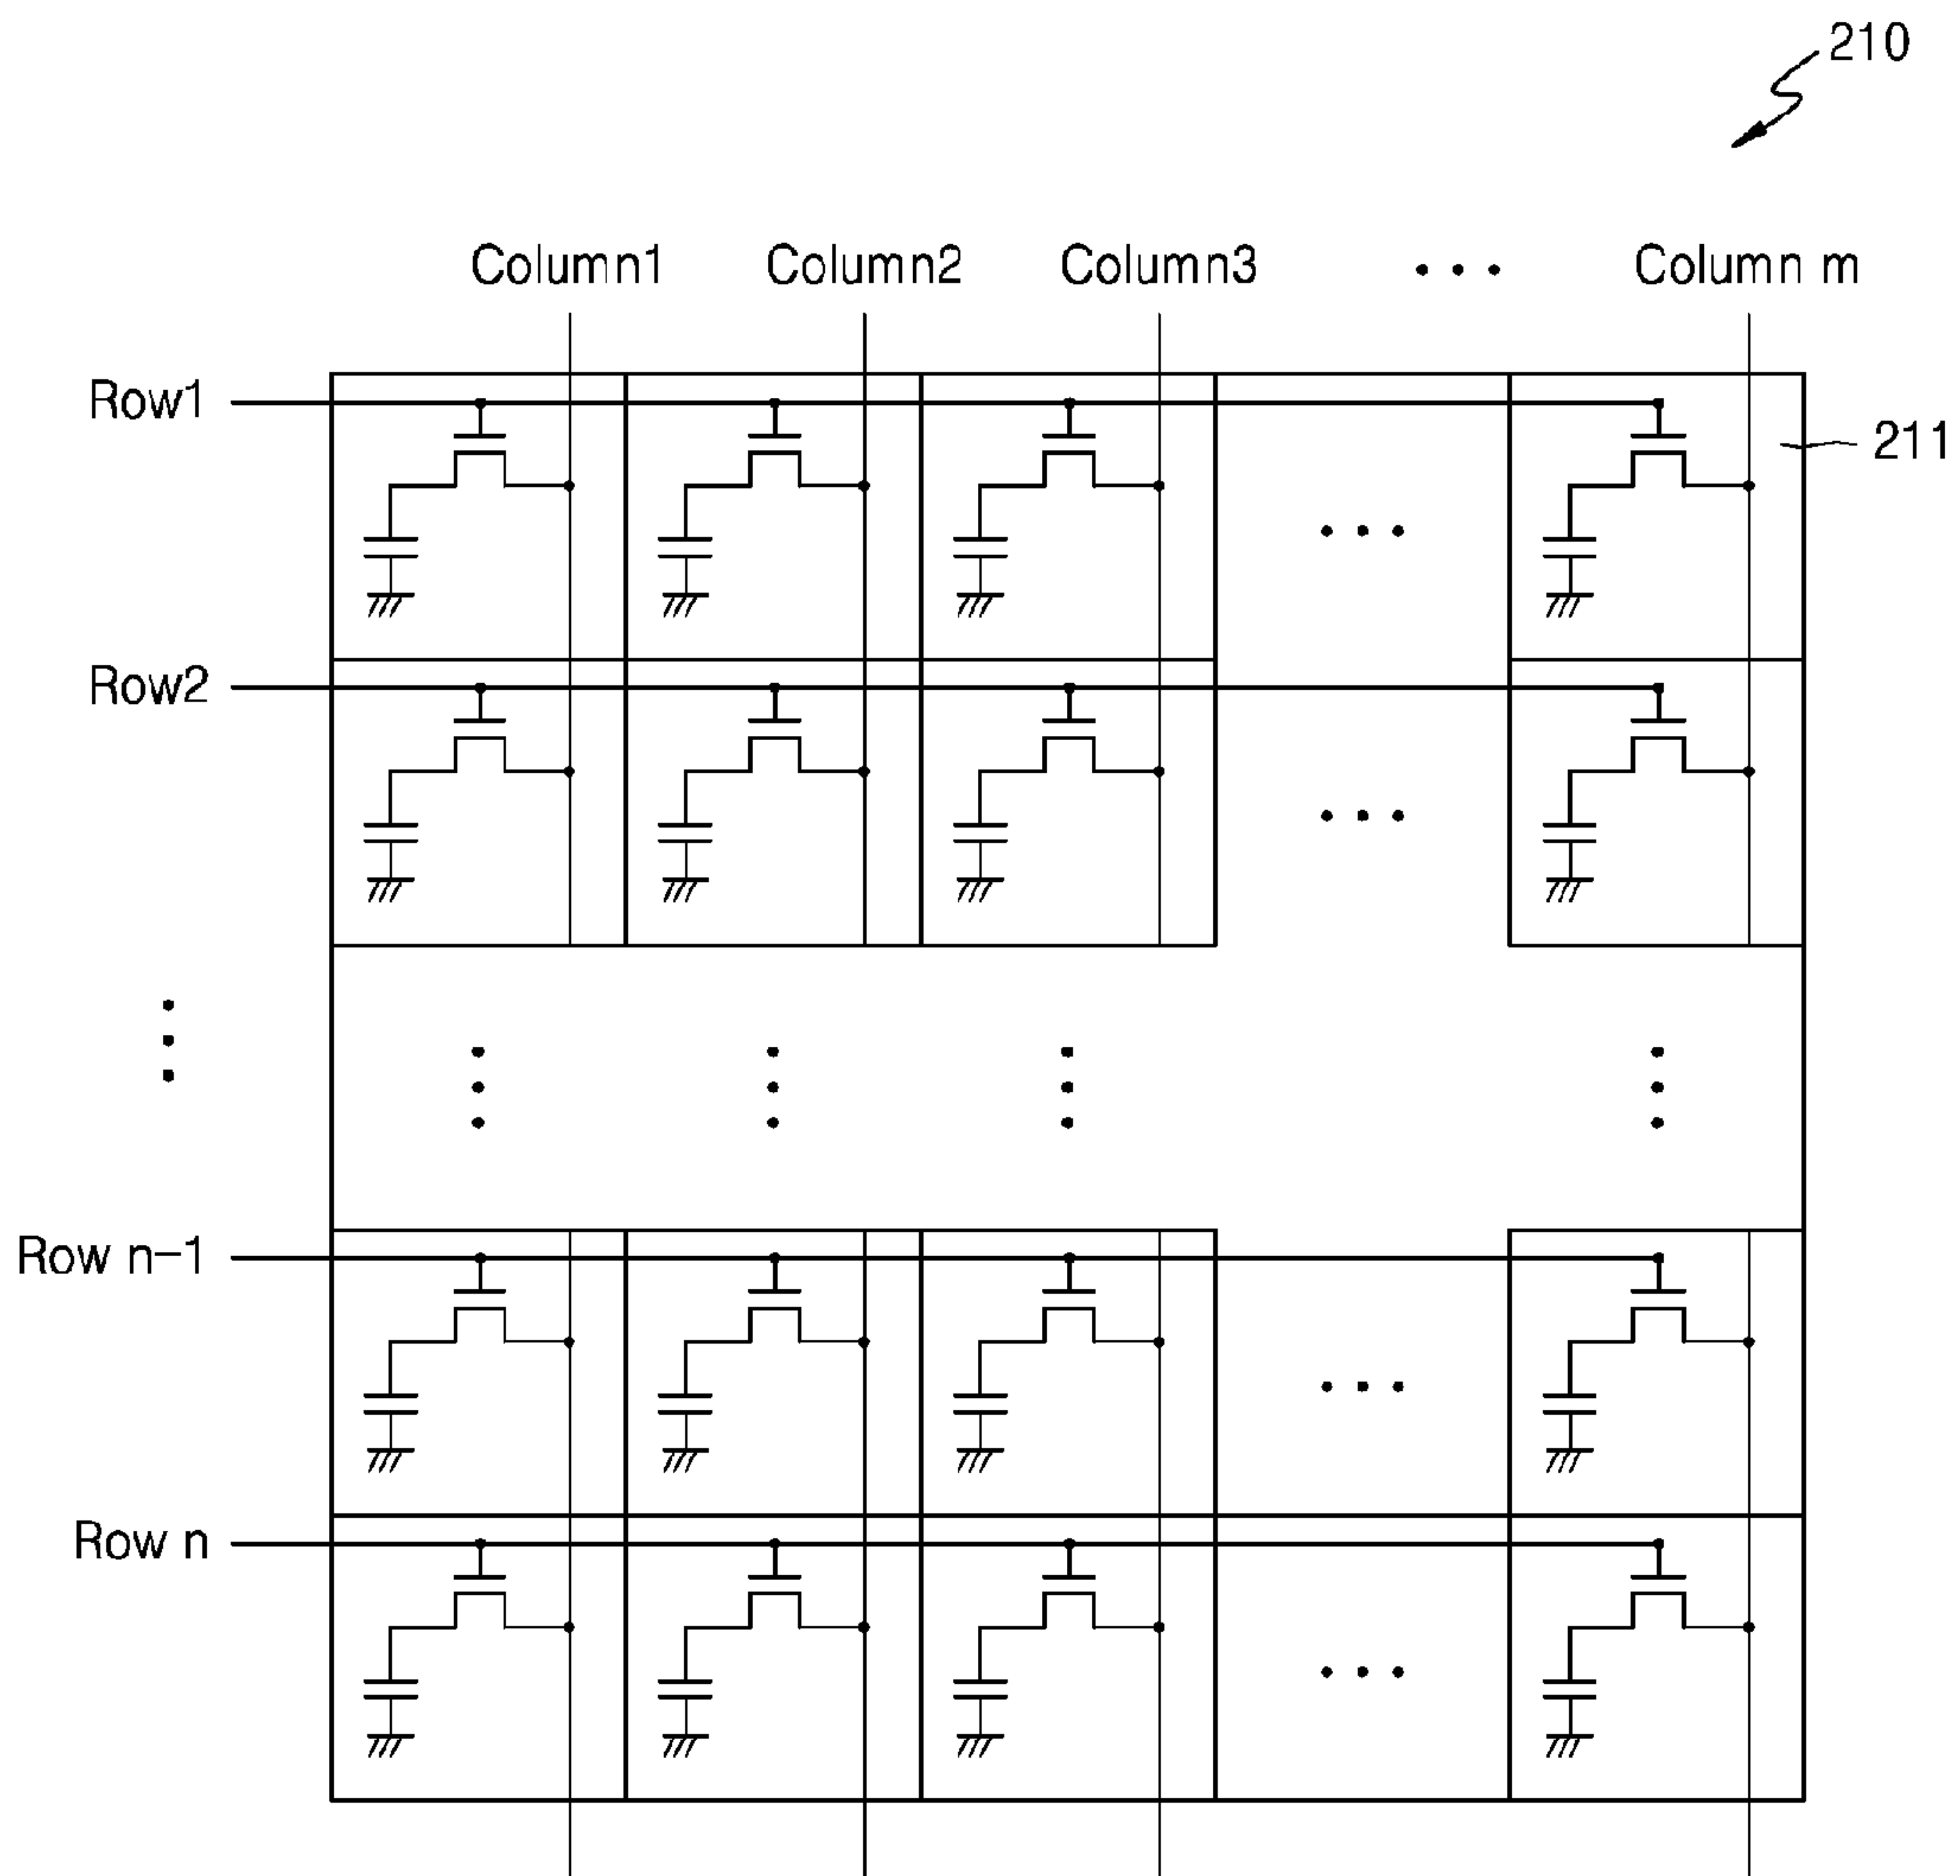 210
Column1 Column2 Column3 • • • Column m
Row1
211
Row2
Row n-1
Row n